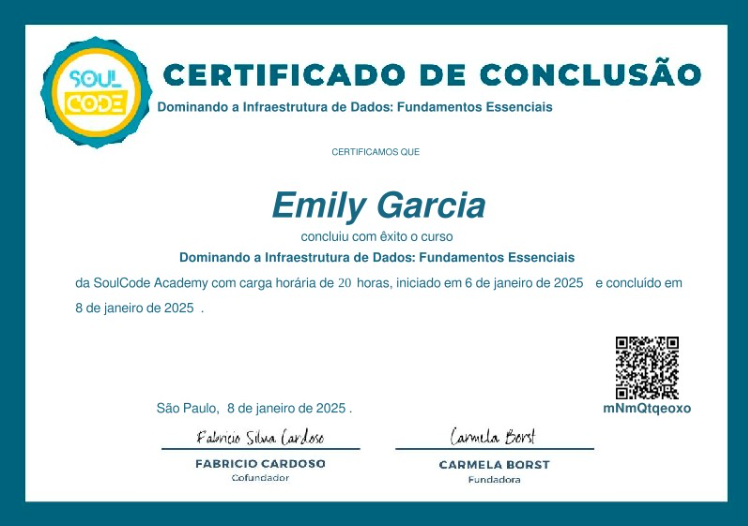 SOUL
CODE
CERTIFICADO DE CONCLUSÃO
Dominando a Infraestrutura de Dados: Fundamentos Essenciais
CERTIFICAMOS QUE
Emily Garcia
concluiu com êxito o curso
Dominando a Infraestrutura de Dados: Fundamentos Essenciais
da SoulCode Academy com carga horária de 20 horas, iniciado em 6 de janeiro de 2025 e concluído em
8 de janeiro de 2025 .
mNmQtqeoxo
São Paulo, 8 de janeiro de 2025 .
Fabricio Silva Cardoso
Carmela Borst
FABRICIO CARDOSO
CARMELA BORST
Cofundador
Fundadora